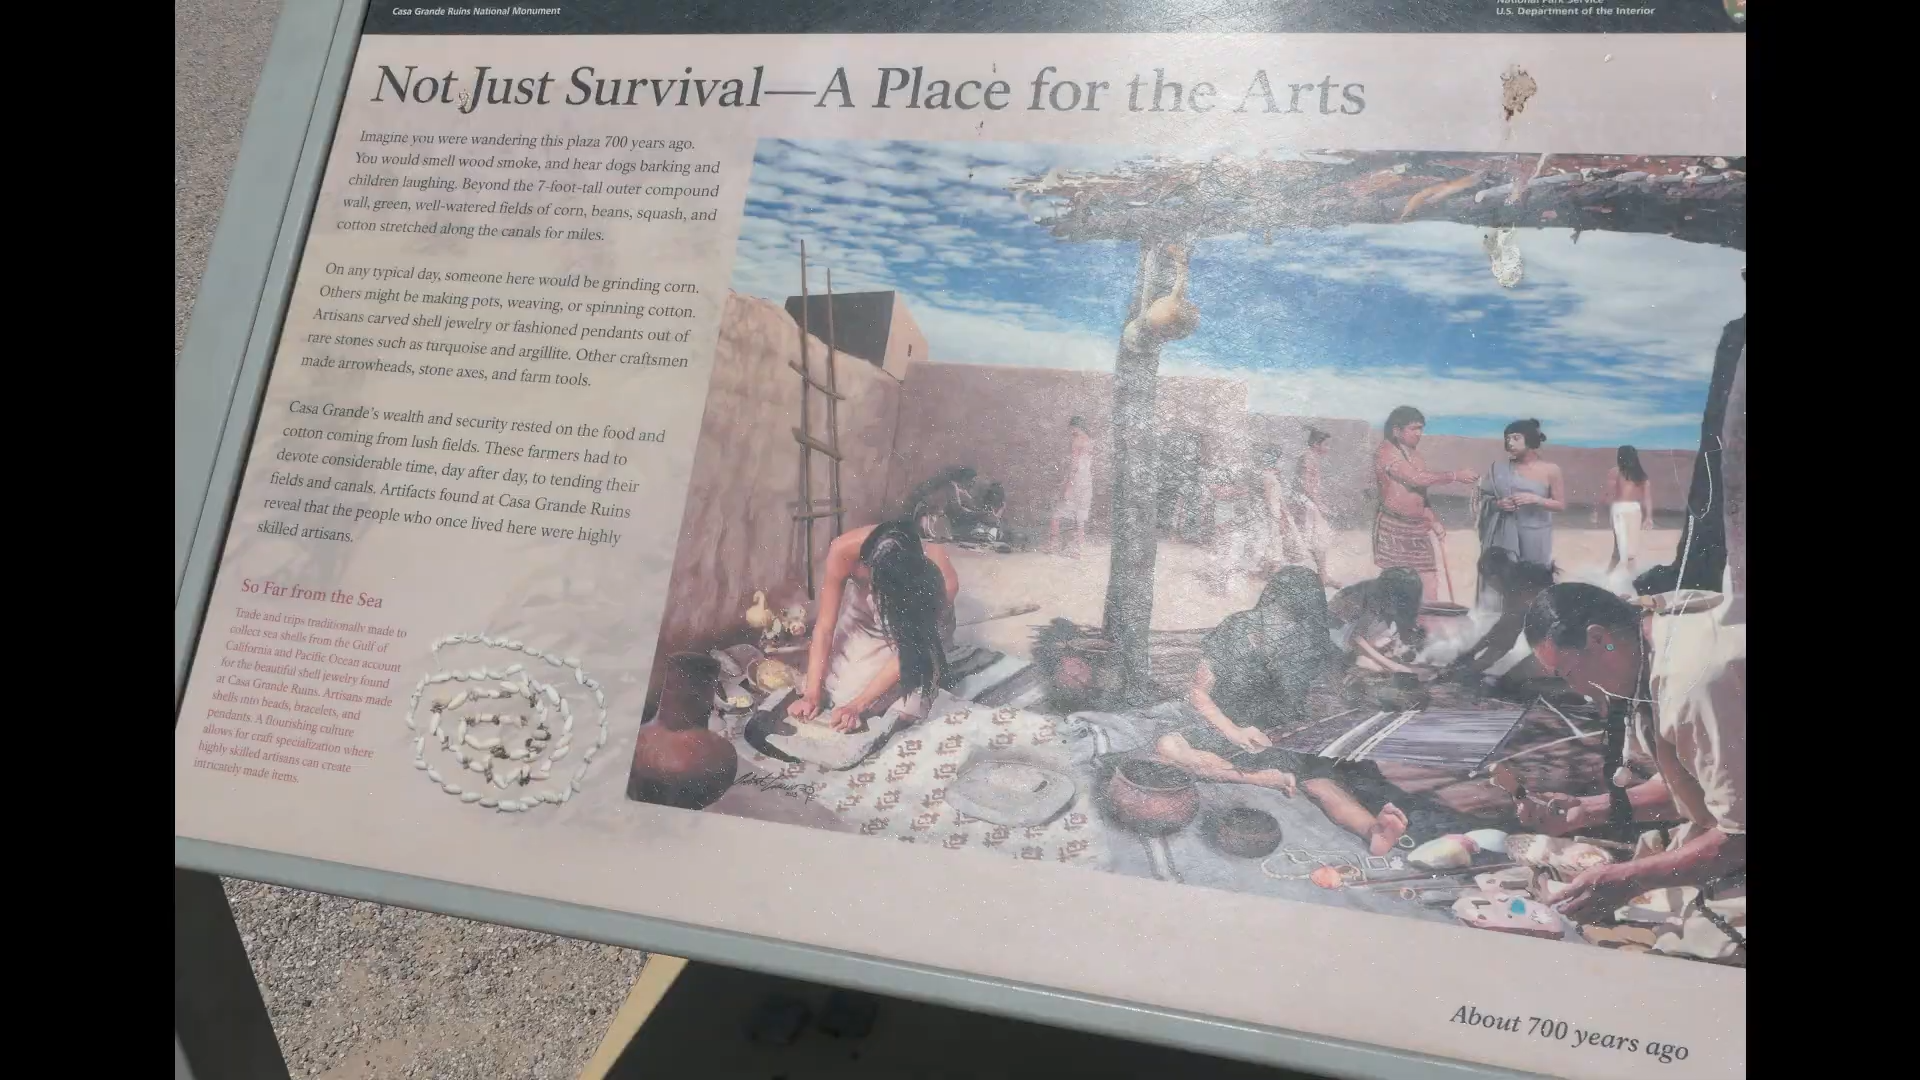 Casa Grande Ruins National Monument
National Park Service
U.S. Department of the Interior
Not Just Survival—A Place for the Arts
Imagine you were wandering this plaza 700 years ago.
You would smell wood smoke, and hear dogs barking and
children laughing. Beyond the 7-foot-tall outer compound
wall, green, well-watered fields of corn, beans, squash, and
cotton stretched along the canals for miles.
On any typical day, someone here would be grinding corn.
Others might be making pots, weaving, or spinning cotton.
Artisans carved shell jewelry or fashioned pendants out of
rare stones such as turquoise and argillite. Other craftsmen
made arrowheads, stone axes, and farm tools.
Casa Grande's wealth and security rested on the food and
cotton coming from lush fields. These farmers had to
devote considerable time, day after day, to tending their
fields and canals. Artifacts found at Casa Grande Ruins
reveal that the people who once lived here were highly
skilled artisans.
So Far from the Sea
Trade and trips traditionally made to
collect sea shells from the Gulf of
California and Pacific Ocean account
for the beautiful shell jewelry found
at Casa Grande Ruins. Artisans made
shells into beads, bracelets, and
pendants. A flourishing culture
allows for craft specialization where
highly skilled artisans can create
intricately made items.
About 700 years ago